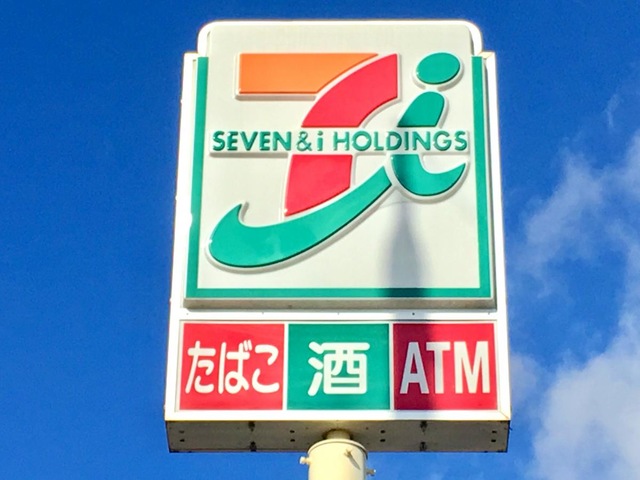 SEVEN & i HOLDINGS
たばこ 酒 ATM